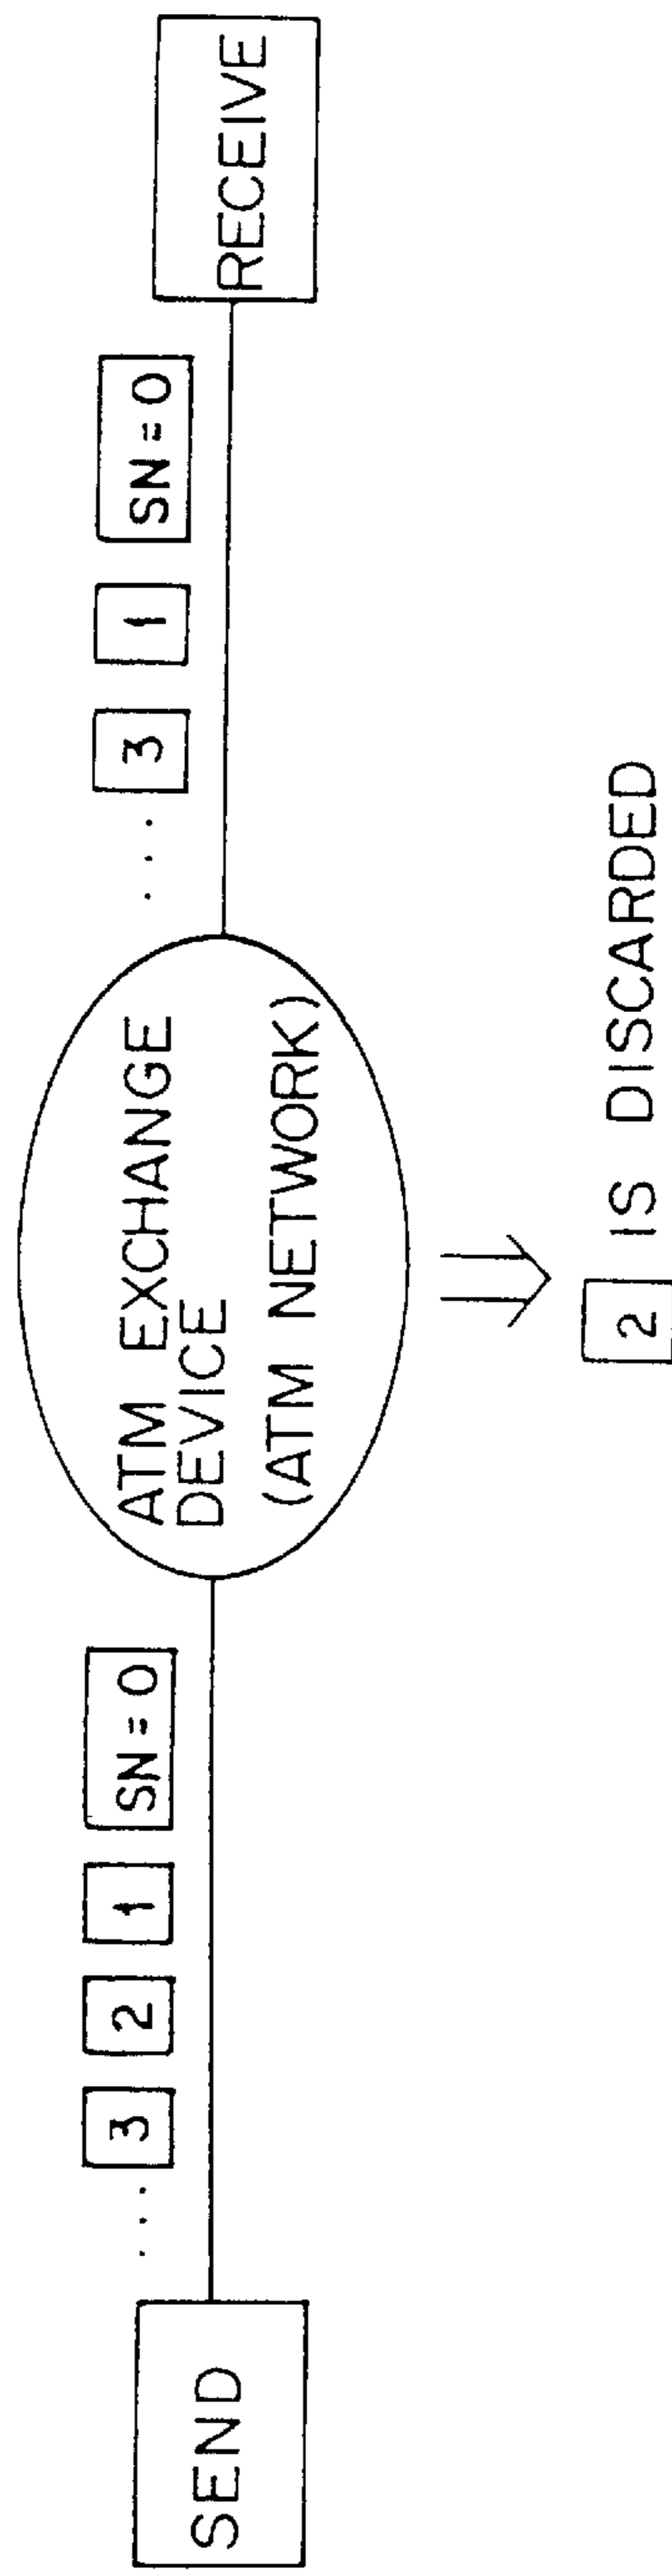 SEND
... 3 2 1 SN=0
ATM EXCHANGE
DEVICE
(ATM NETWORK)
... 3 1 SN=0
RECEIVE
2 IS DISCARDED